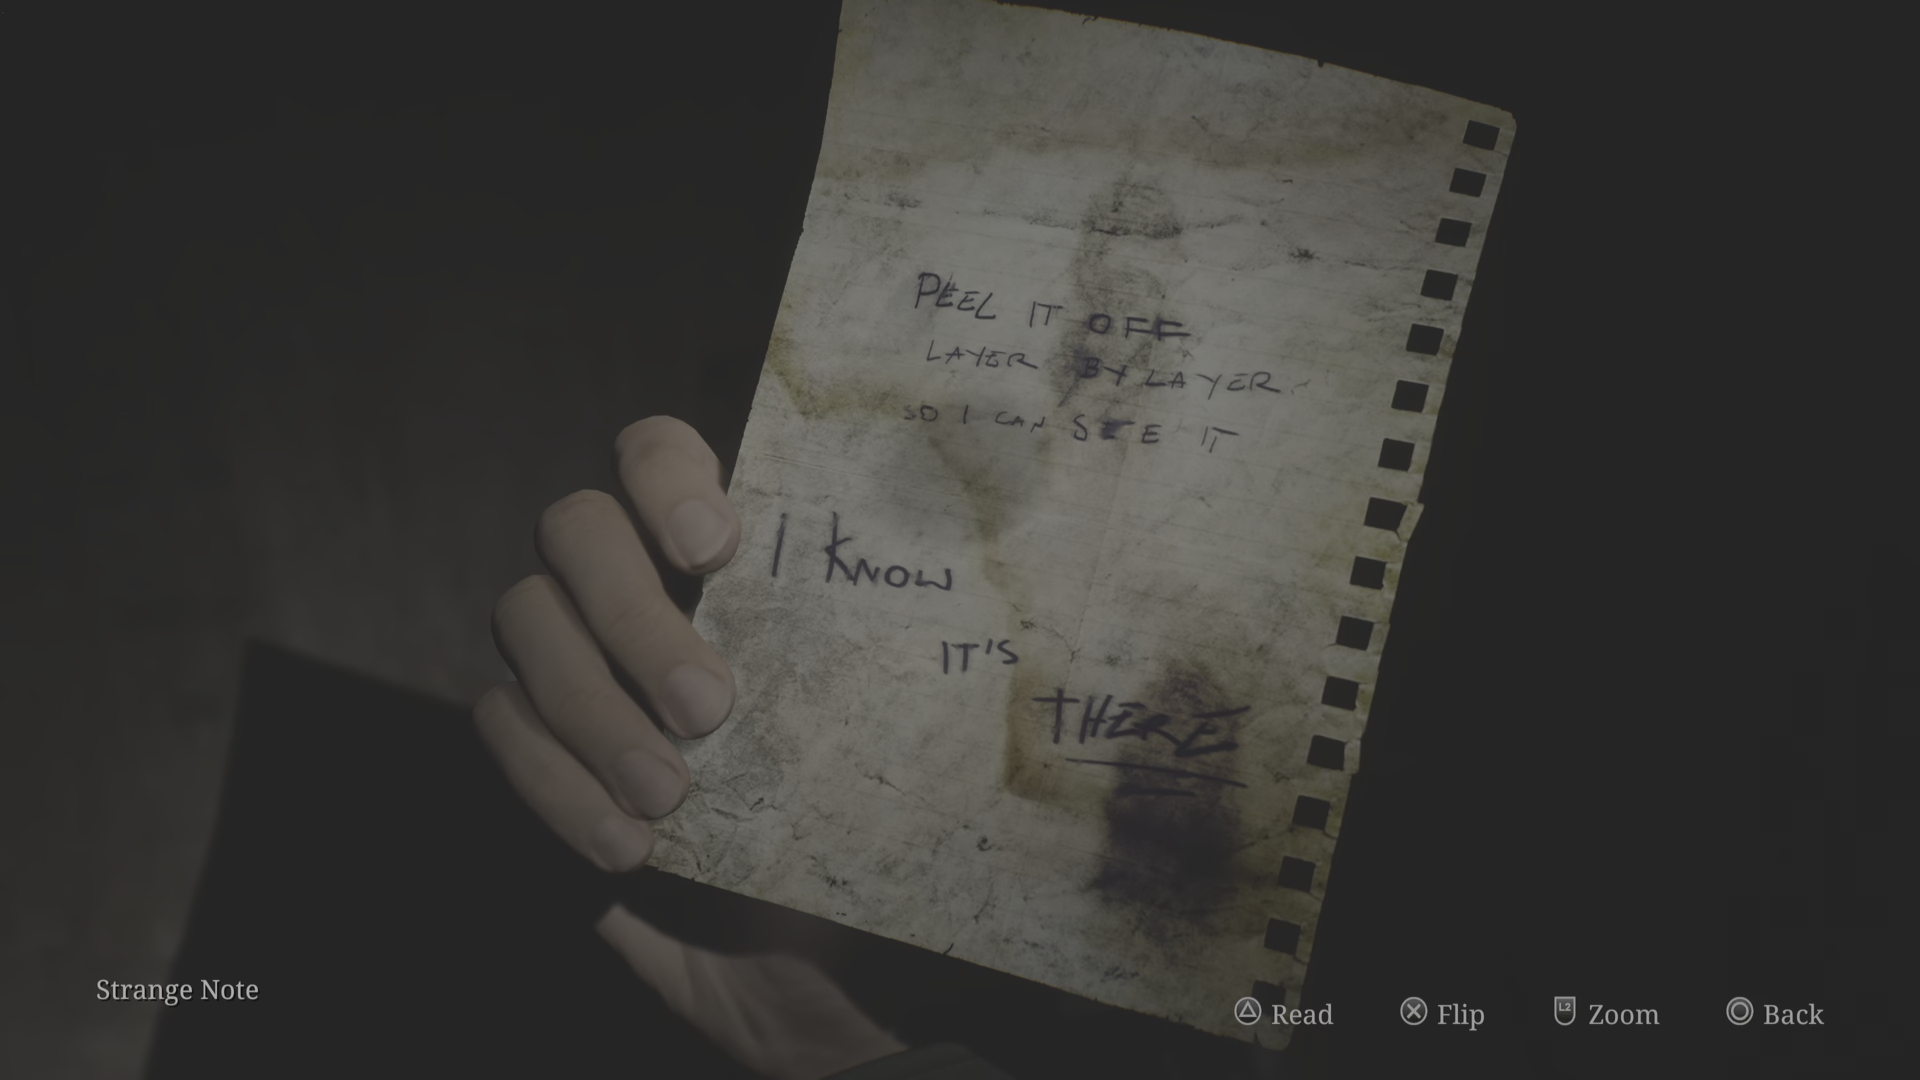 PEEL IT OFF
LAYER BY LAYER
SO I CAN SEE IT
I KNOW
IT'S
THERE
Strange Note
Read
L2
Flip
Zoom
Back